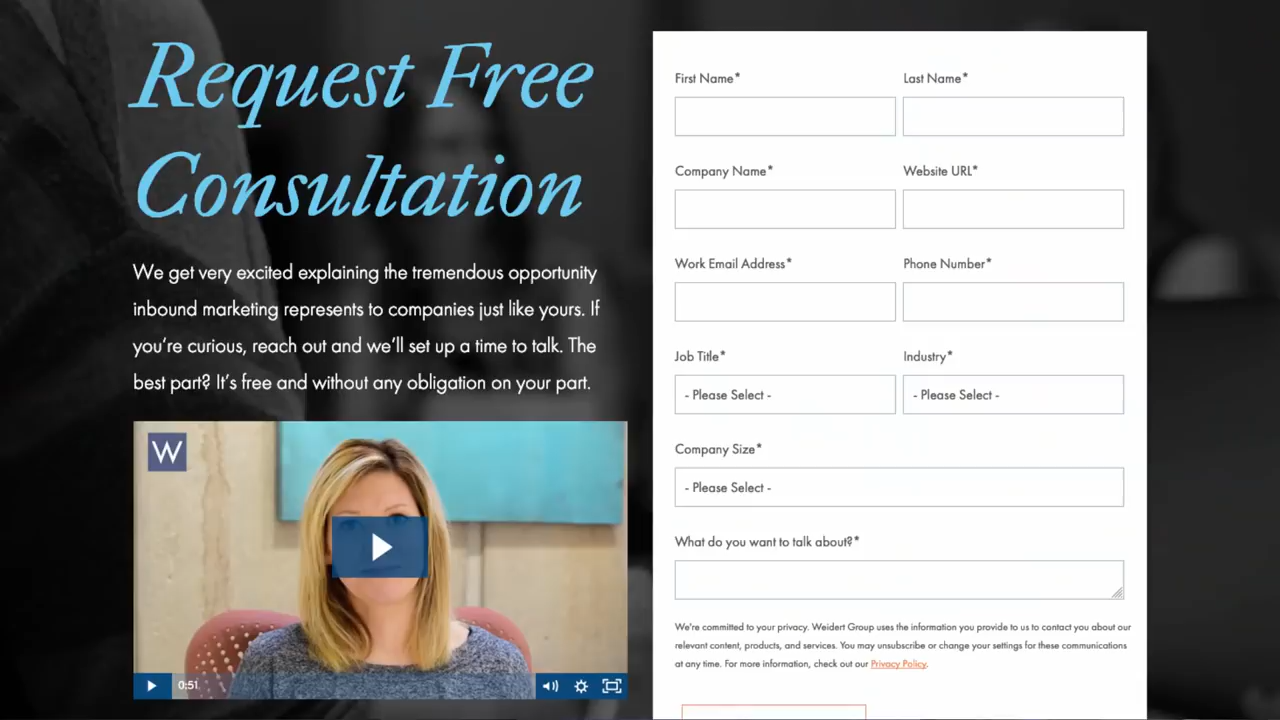 Request Free
Consultation
We get very excited explaining the tremendous opportunity
inbound marketing represents to companies just like yours. If
you're curious, reach out and we'll set up a time to talk. The
best part? It's free and without any obligation on your part.
W
0:51
First Name* Last Name*
Company Name* Website URL*
Work Email Address* Phone Number*
Job Title* Industry*
- Please Select - - Please Select -
Company Size*
- Please Select -
What do you want to talk about?*
We're committed to your privacy. Weidert Group uses the information you provide to us to contact you about our
relevant content, products, and services. You may unsubscribe or change your settings for these communications
at any time. For more information, check out our Privacy Policy.